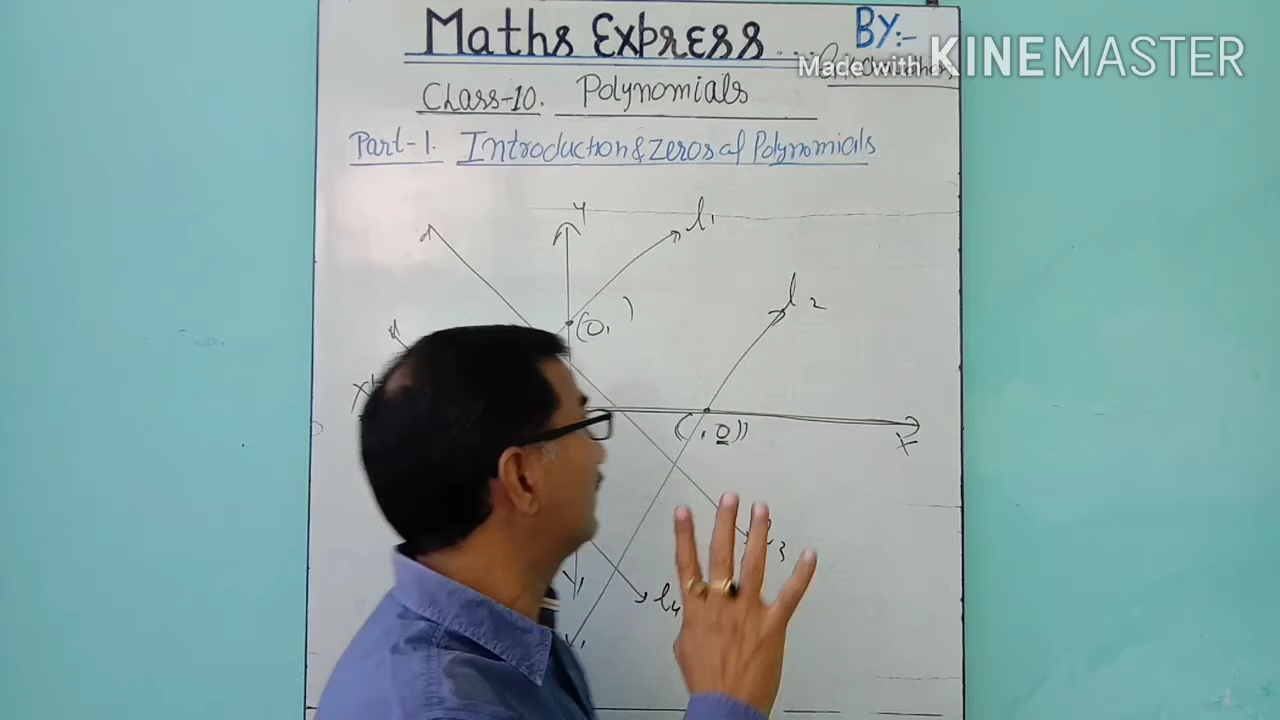 Maths Express ... BY:-
Made with KINEMASTER
Class-10. Polynomials
Part-1. Introduction & Zeros of Polynomials
Y
l1
l2
(0, )
X'
(, 0))
X
l3
Y'
l4